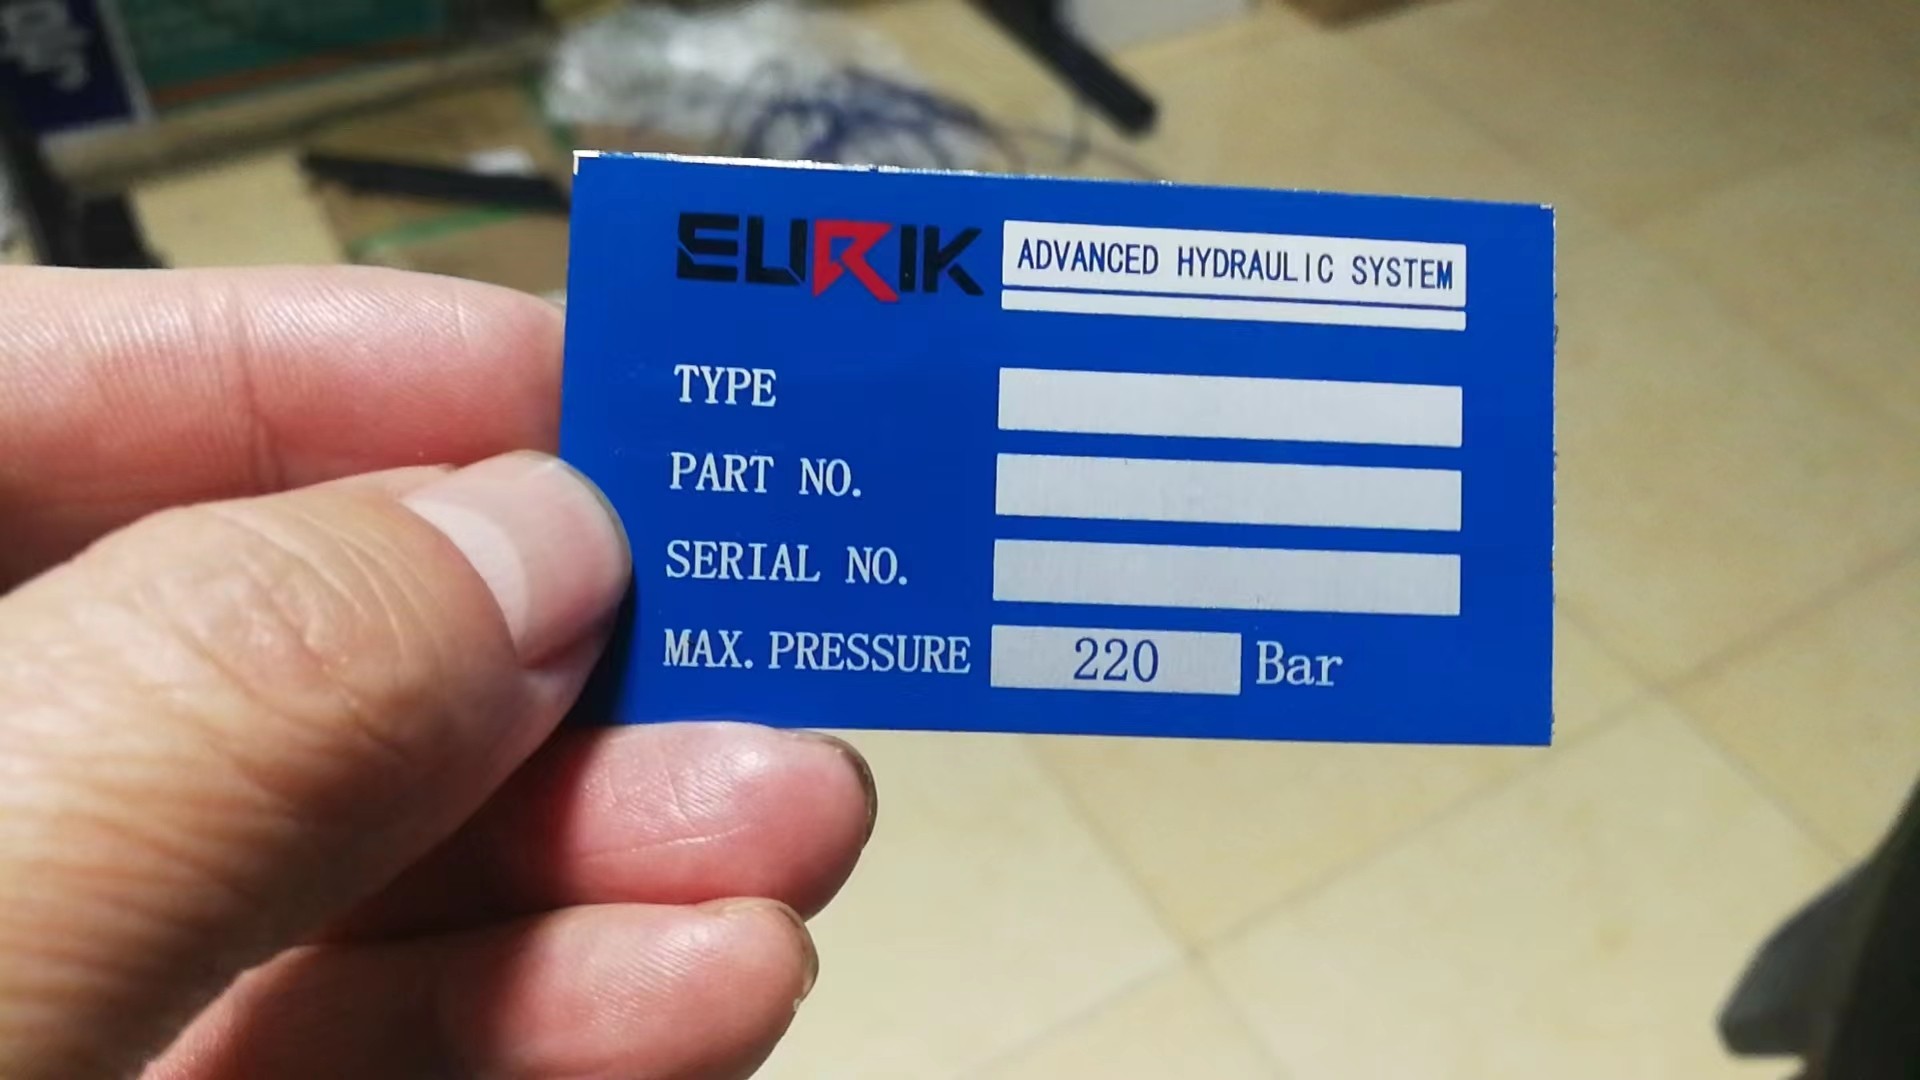 EURIK ADVANCED HYDRAULIC SYSTEM
TYPE
PART NO.
SERIAL NO.
MAX. PRESSURE 220 Bar